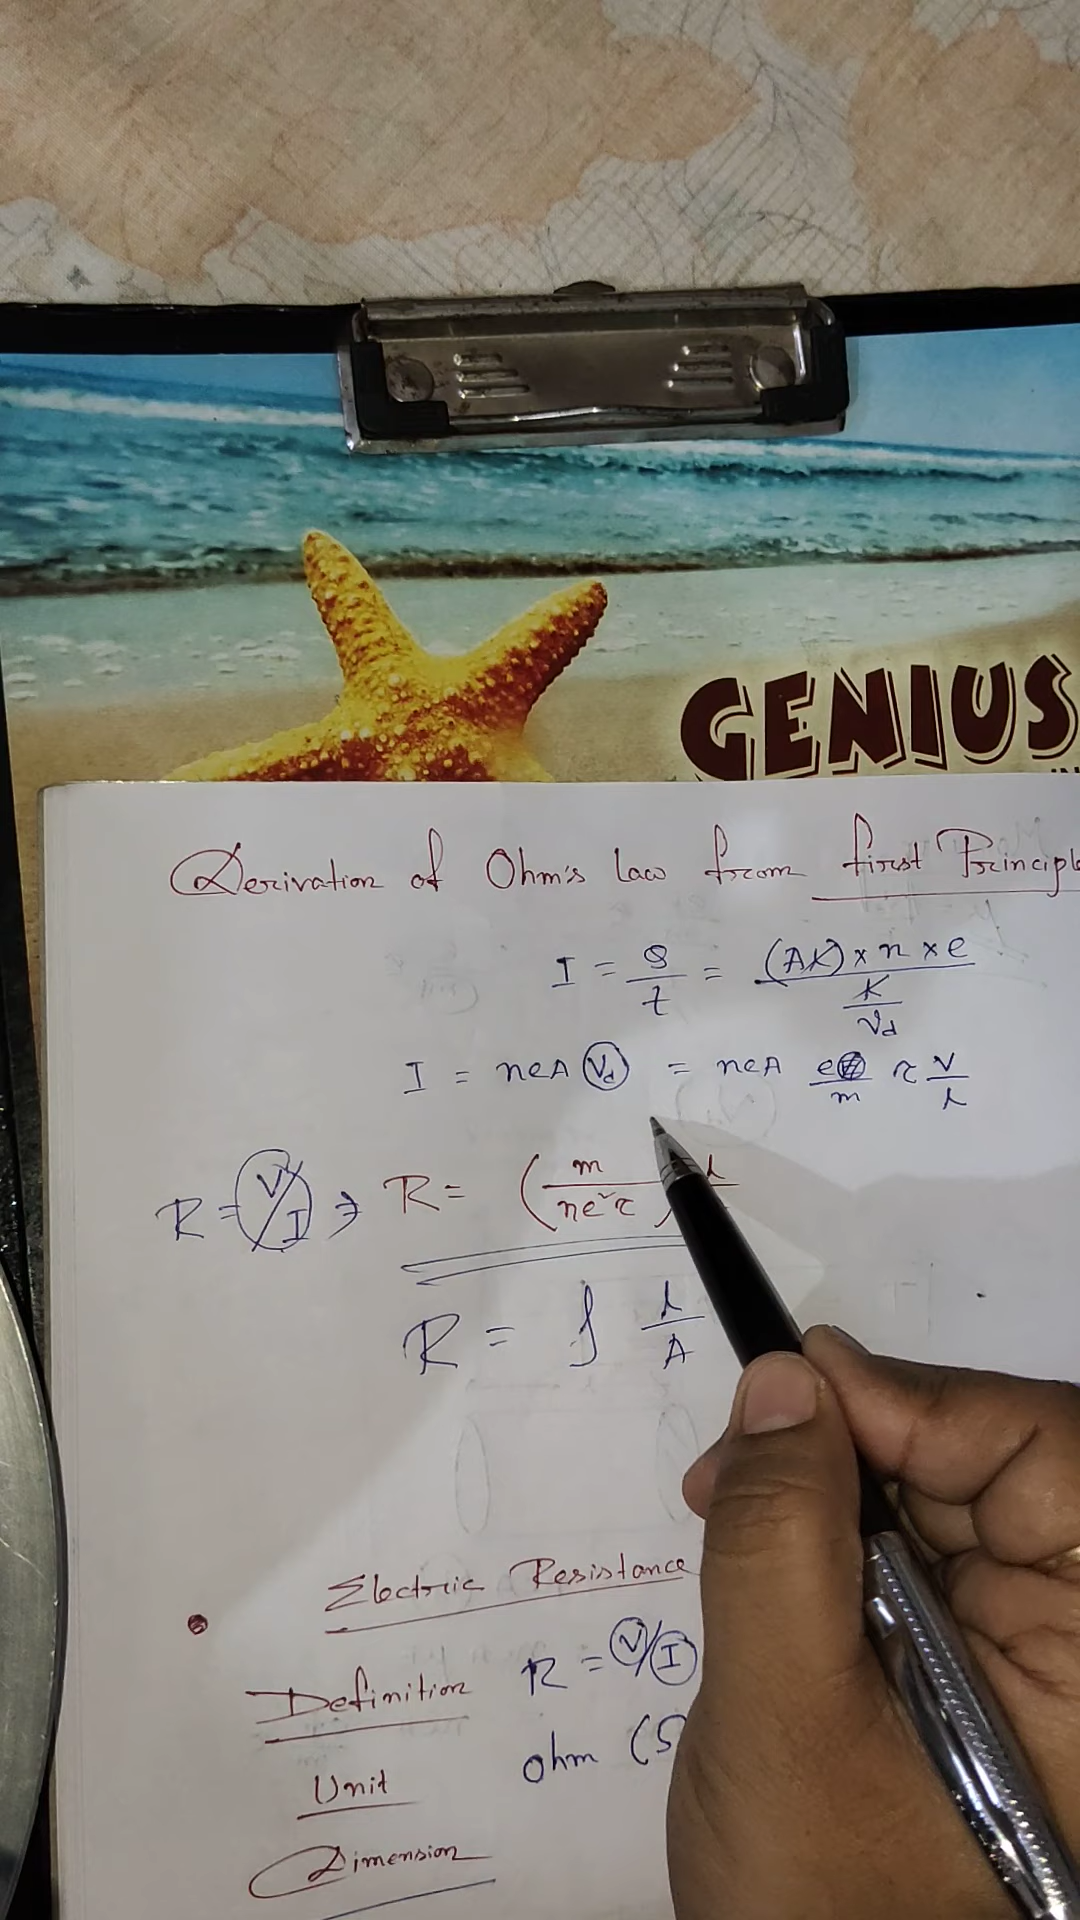 GENIUS
Derivation of Ohm's law from first Principle
I = Q/t = (Al) × n × e / (l/Vd)
I = neA Vd = neA e/m τ V/l
R = V/I ⇒ R = (m/ne²τ) l
R = ρ l/A
Electric Resistance
Definition R = V/I
Unit ohm (
Dimension